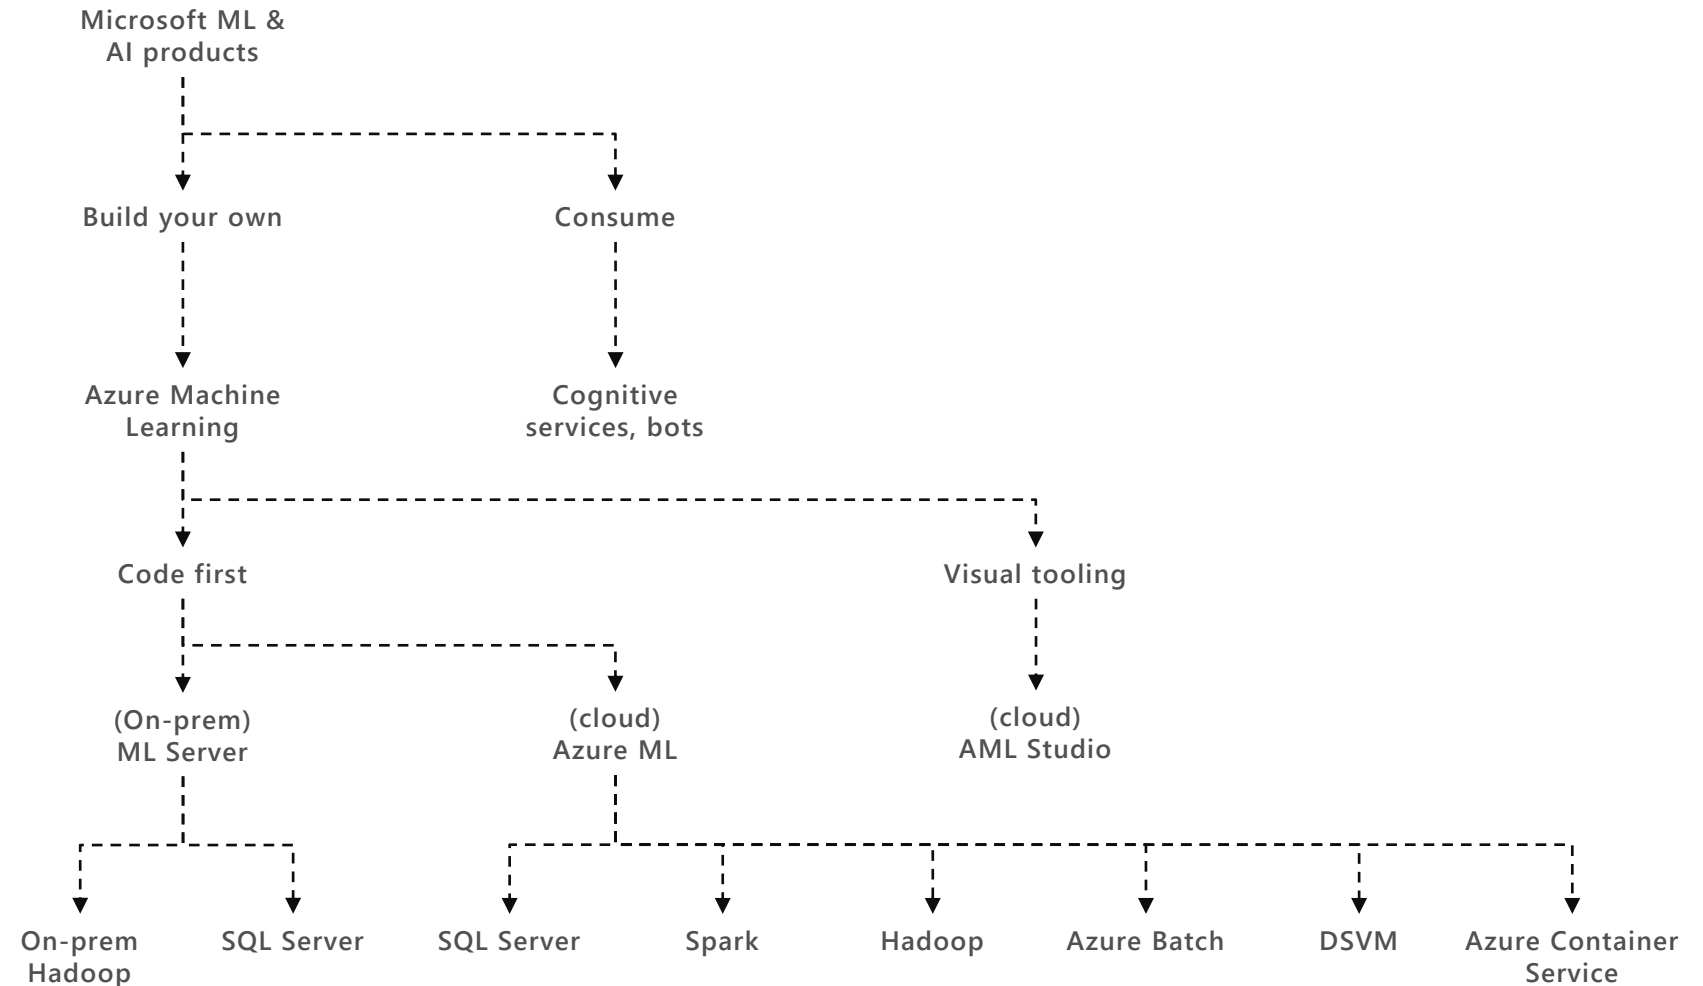 Microsoft ML &
AI products
Build your own
Consume
Azure Machine
Learning
Cognitive
services, bots
Code first
Visual tooling
(On-prem)
ML Server
(cloud)
Azure ML
(cloud)
AML Studio
On-prem
Hadoop
SQL Server
SQL Server
Spark
Hadoop
Azure Batch
DSVM
Azure Container
Service